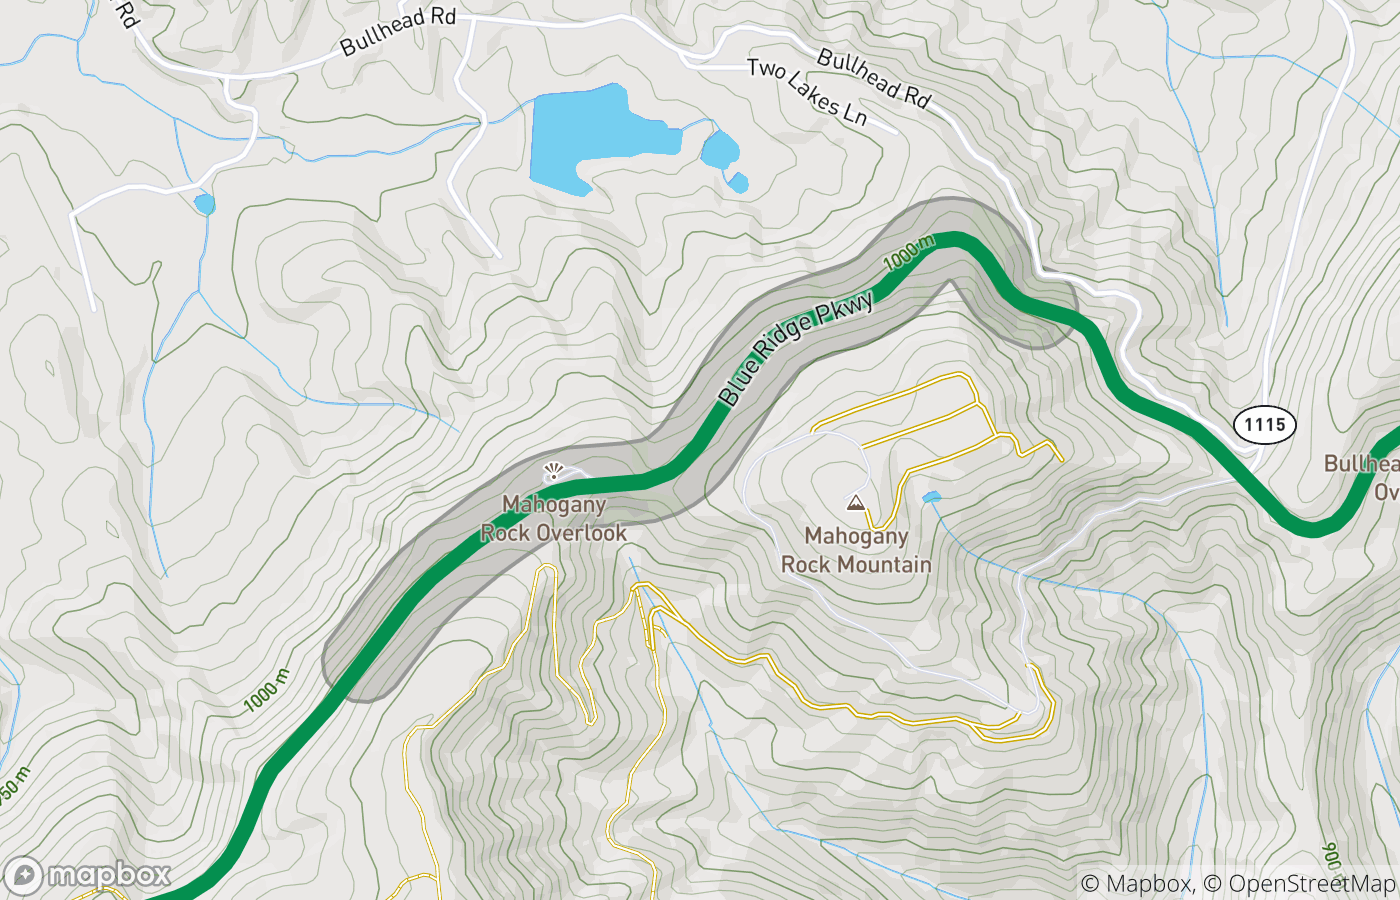 Rd
Bullhead Rd
Bullhead Rd
Two Lakes Ln
1000 m
Blue Ridge Pkwy
1115
Mahogany
Rock Overlook
Mahogany
Rock Mountain
1000 m
900 m
mapbox
© Mapbox, © OpenStreetMap